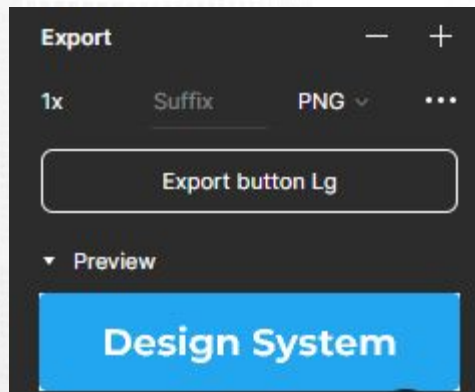 Export
1x Suffix PNG
Export button Lg
Preview
Design System